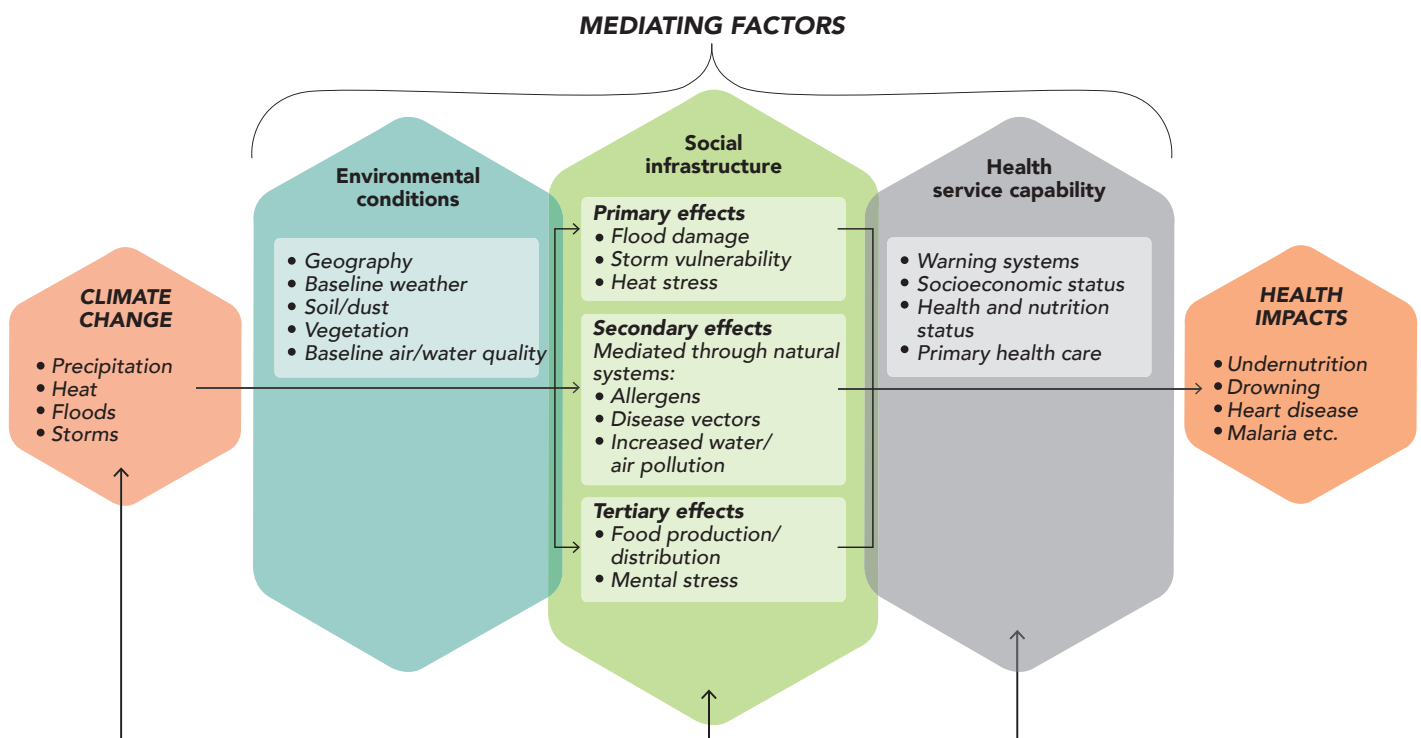 MEDIATING FACTORS
CLIMATE
CHANGE
• Precipitation
• Heat
• Floods
• Storms
Environmental
conditions
• Geography
• Baseline weather
• Soil/dust
• Vegetation
• Baseline air/water quality
Social
infrastructure
Primary effects
• Flood damage
• Storm vulnerability
• Heat stress
Secondary effects
Mediated through natural
systems:
• Allergens
• Disease vectors
• Increased water/
air pollution
Tertiary effects
• Food production/
distribution
• Mental stress
Health
service capability
• Warning systems
• Socioeconomic status
• Health and nutrition
status
• Primary health care
HEALTH
IMPACTS
• Undernutrition
• Drowning
• Heart disease
• Malaria etc.